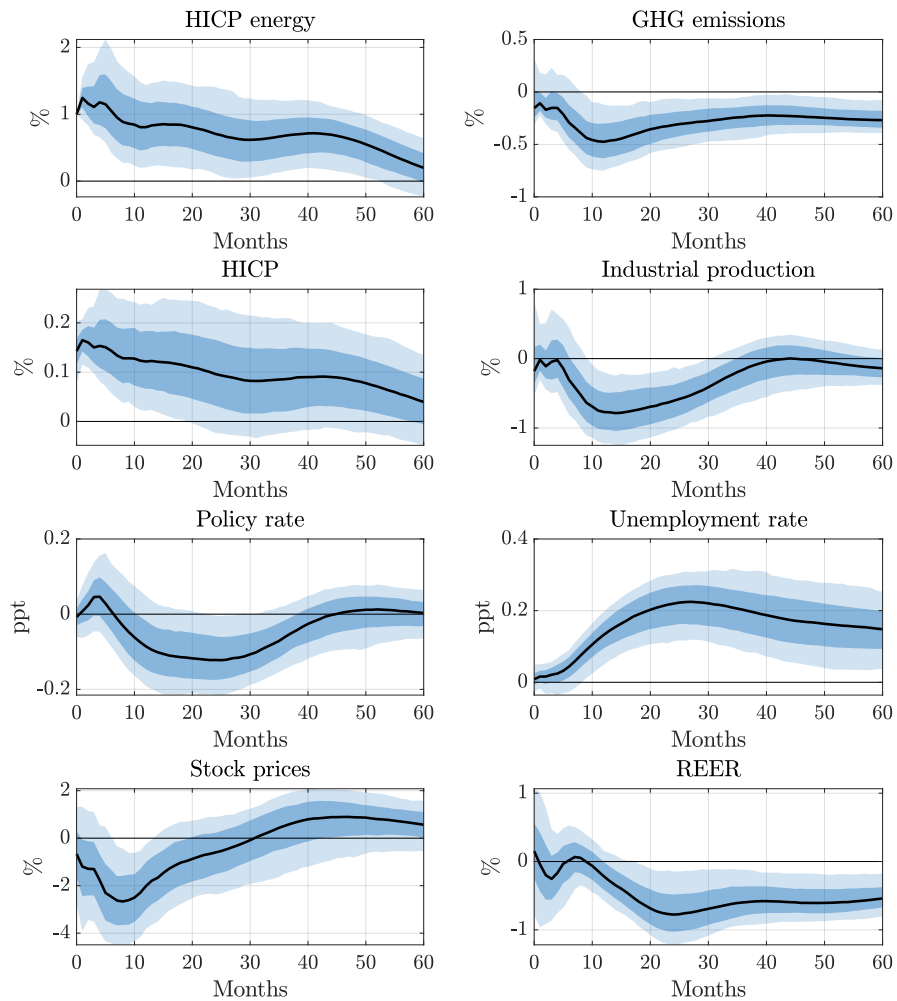 HICP energy
2
1
0
%
0 10 20 30 40 50 60
Months
GHG emissions
0.5
0
-0.5
-1
%
0 10 20 30 40 50 60
Months
HICP
0.2
0.1
0
%
0 10 20 30 40 50 60
Months
Industrial production
1
0
-1
%
0 10 20 30 40 50 60
Months
Policy rate
0.2
0
-0.2
ppt
0 10 20 30 40 50 60
Months
Unemployment rate
0.4
0.2
0
ppt
0 10 20 30 40 50 60
Months
Stock prices
2
0
-2
-4
%
0 10 20 30 40 50 60
Months
REER
1
0
-1
%
0 10 20 30 40 50 60
Months